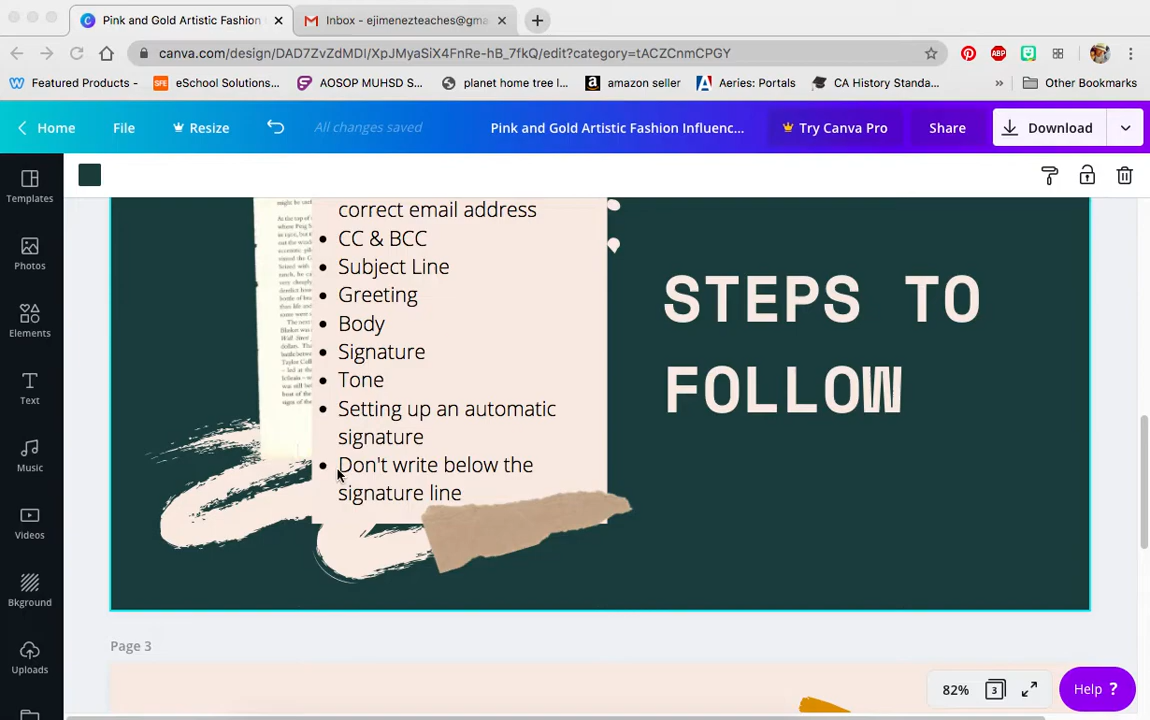 Pink and Gold Artistic Fashion
Inbox - ejimenezteaches@gma
canva.com/design/DAD7ZvZdMDI/XpJMyaSiX4FnRe-hB_7fkQ/edit?category=tACZCnmCPGY
ABP
Featured Products -
SFE eSchool Solutions...
AOSOP MUHSD S...
planet home tree l...
amazon seller
Aeries: Portals
CA History Standa...
»
Other Bookmarks
Home
File
Resize
All changes saved
Pink and Gold Artistic Fashion Influenc...
Try Canva Pro
Share
Download
Templates
Photos
Elements
Text
Music
Videos
Bkground
Uploads
correct email address
• CC & BCC
• Subject Line
• Greeting
• Body
• Signature
• Tone
• Setting up an automatic
signature
• Don't write below the
signature line
STEPS TO
FOLLOW
Page 3
82%
3
Help ?